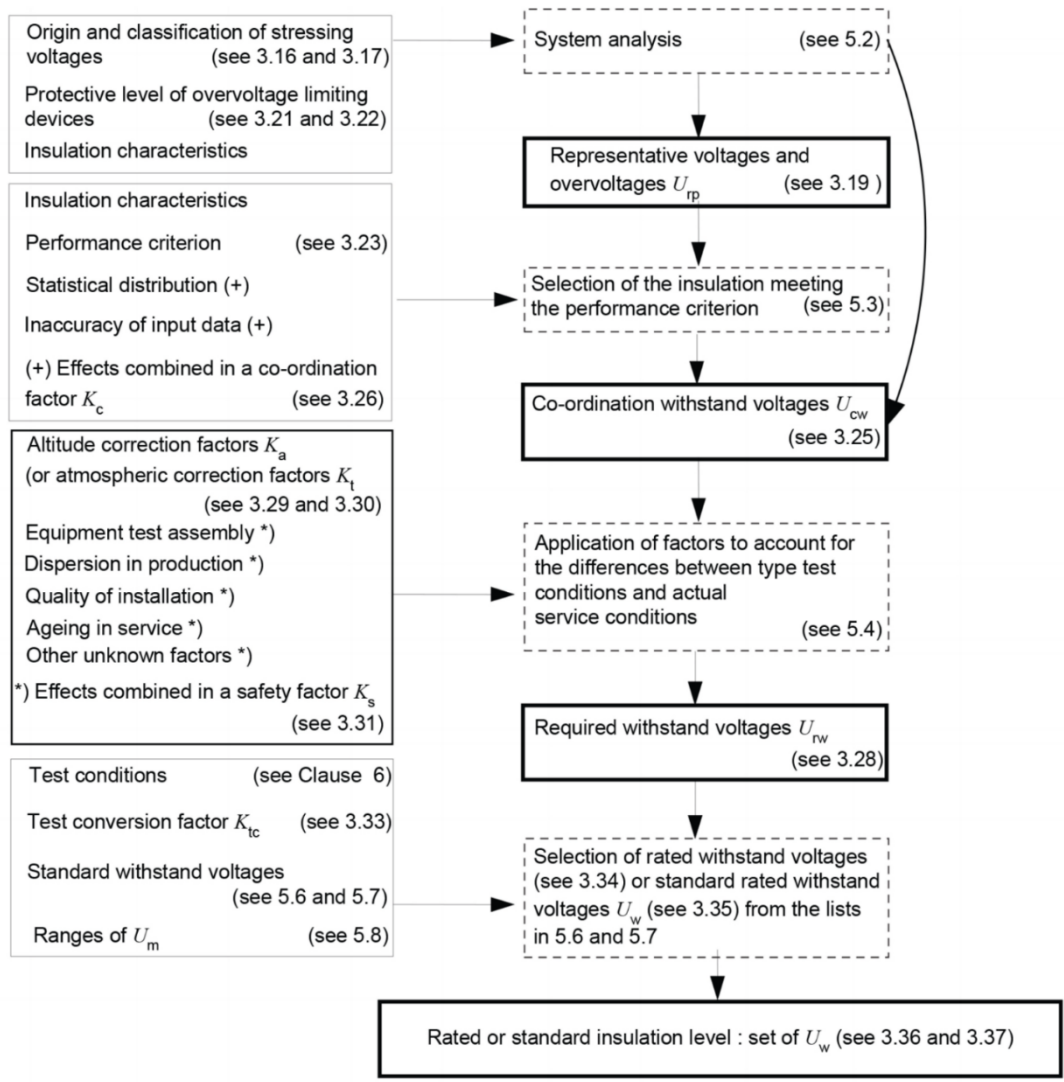 Origin and classification of stressing
voltages (see 3.16 and 3.17)
Protective level of overvoltage limiting
devices (see 3.21 and 3.22)
Insulation characteristics
System analysis (see 5.2)
Representative voltages and
overvoltages Urp (see 3.19 )
Insulation characteristics
Performance criterion (see 3.23)
Statistical distribution (+)
Inaccuracy of input data (+)
(+) Effects combined in a co-ordination
factor Kc (see 3.26)
Selection of the insulation meeting
the performance criterion (see 5.3)
Co-ordination withstand voltages Ucw
(see 3.25)
Altitude correction factors Ka
(or atmospheric correction factors Kt
(see 3.29 and 3.30)
Equipment test assembly *)
Dispersion in production *)
Quality of installation *)
Ageing in service *)
Other unknown factors *)
*) Effects combined in a safety factor Ks
(see 3.31)
Application of factors to account for
the differences between type test
conditions and actual
service conditions
(see 5.4)
Required withstand voltages Urw
(see 3.28)
Test conditions (see Clause 6)
Test conversion factor Ktc (see 3.33)
Standard withstand voltages
(see 5.6 and 5.7)
Ranges of Um (see 5.8)
Selection of rated withstand voltages
(see 3.34) or standard rated withstand
voltages Uw (see 3.35) from the lists
in 5.6 and 5.7
Rated or standard insulation level : set of Uw (see 3.36 and 3.37)